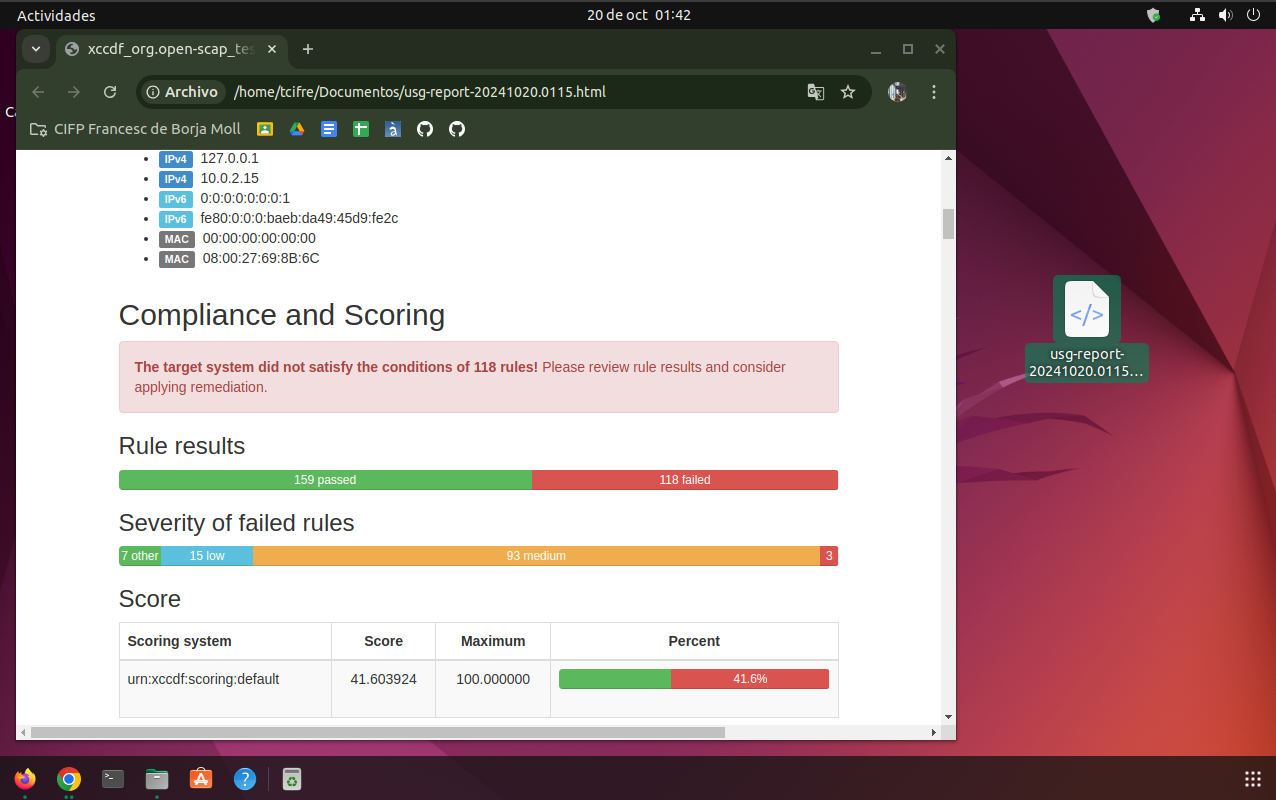 Actividades
20 de oct 01:42
xccdf_org.open-scap_tes
Archivo
/home/tcifre/Documentos/usg-report-20241020.0115.html
CIFP Francesc de Borja Moll
IPv4 127.0.0.1
IPv4 10.0.2.15
IPv6 0:0:0:0:0:0:0:1
IPv6 fe80:0:0:0:baeb:da49:45d9:fe2c
MAC 00:00:00:00:00:00
MAC 08:00:27:69:8B:6C
Compliance and Scoring
The target system did not satisfy the conditions of 118 rules! Please review rule results and consider
applying remediation.
Rule results
159 passed 118 failed
Severity of failed rules
7 other 15 low 93 medium 3
Score
Scoring system Score Maximum Percent
urn:xccdf:scoring:default 41.603924 100.000000 41.6%
usg-report-
20241020.0115...